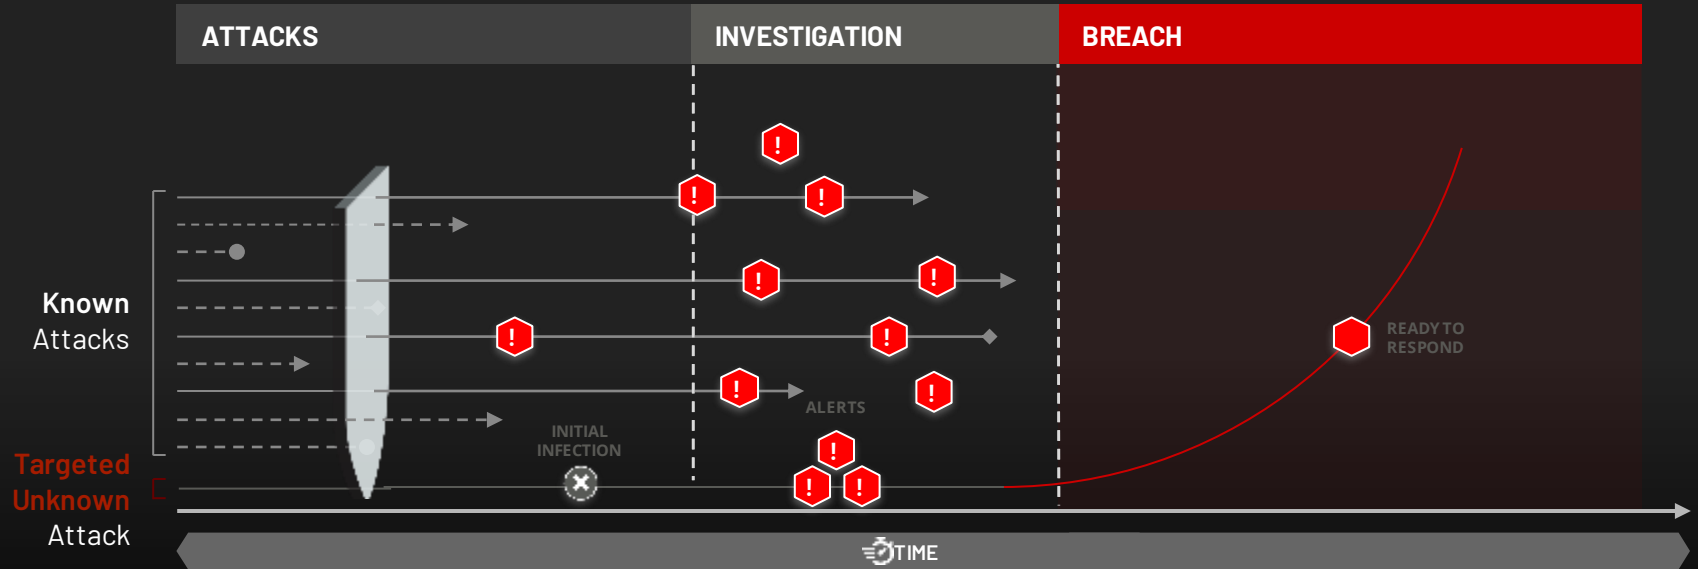 ATTACKS
INVESTIGATION
BREACH
!
!
!
!
!
Known
Attacks
!
!
READY TO
RESPOND
!
!
ALERTS
INITIAL
INFECTION
!
Targeted
Unknown
Attack
!
!
TIME